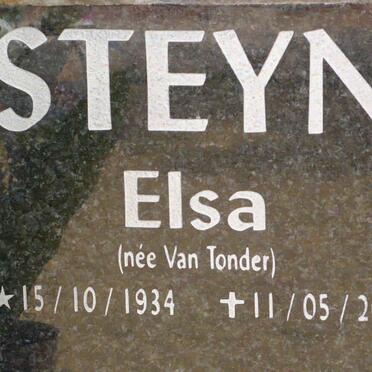 STEYN
Elsa
(née Van Tonder)
★15/10/1934 ✝11/05/2